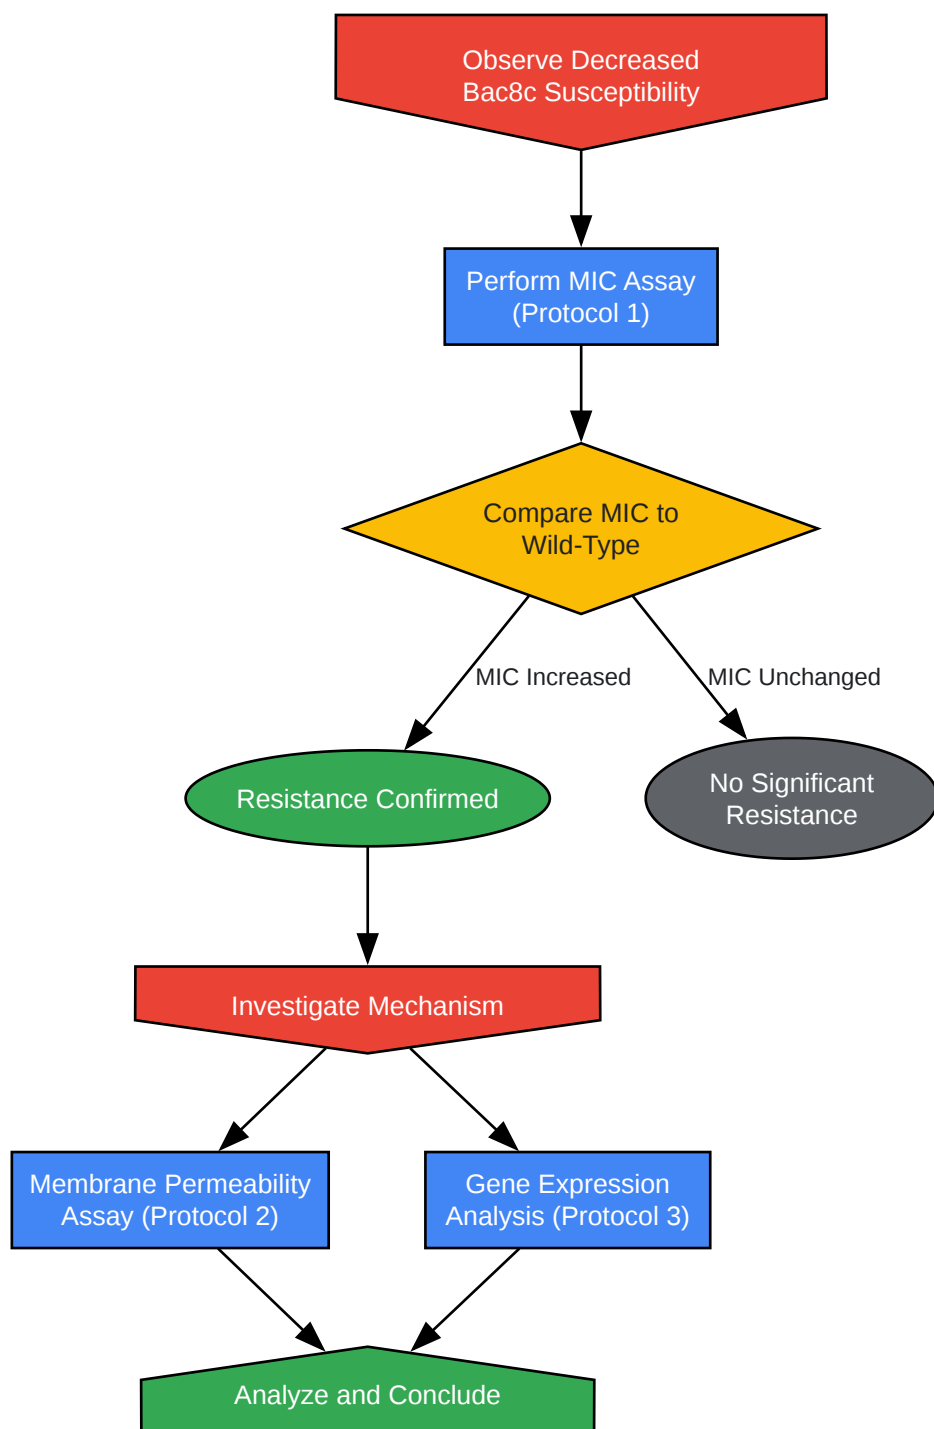 Observe Decreased
Bac8c Susceptibility
Perform MIC Assay
(Protocol 1)
Compare MIC to
Wild-Type
MIC Increased
MIC Unchanged
Resistance Confirmed
No Significant
Resistance
Investigate Mechanism
Membrane Permeability
Assay (Protocol 2)
Gene Expression
Analysis (Protocol 3)
Analyze and Conclude